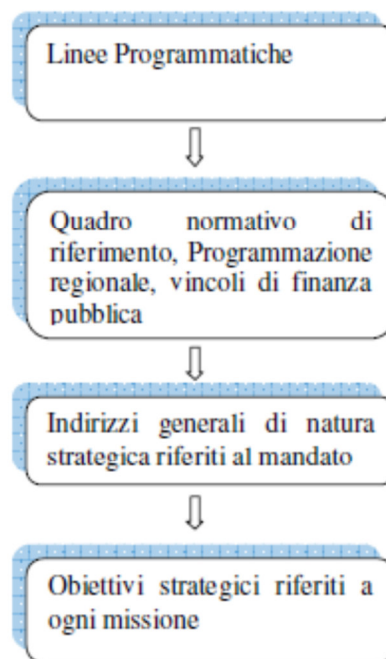 Linee Programmatiche
Quadro normativo di
riferimento, Programmazione
regionale, vincoli di finanza
pubblica
Indirizzi generali di natura
strategica riferiti al mandato
Obiettivi strategici riferiti a
ogni missione